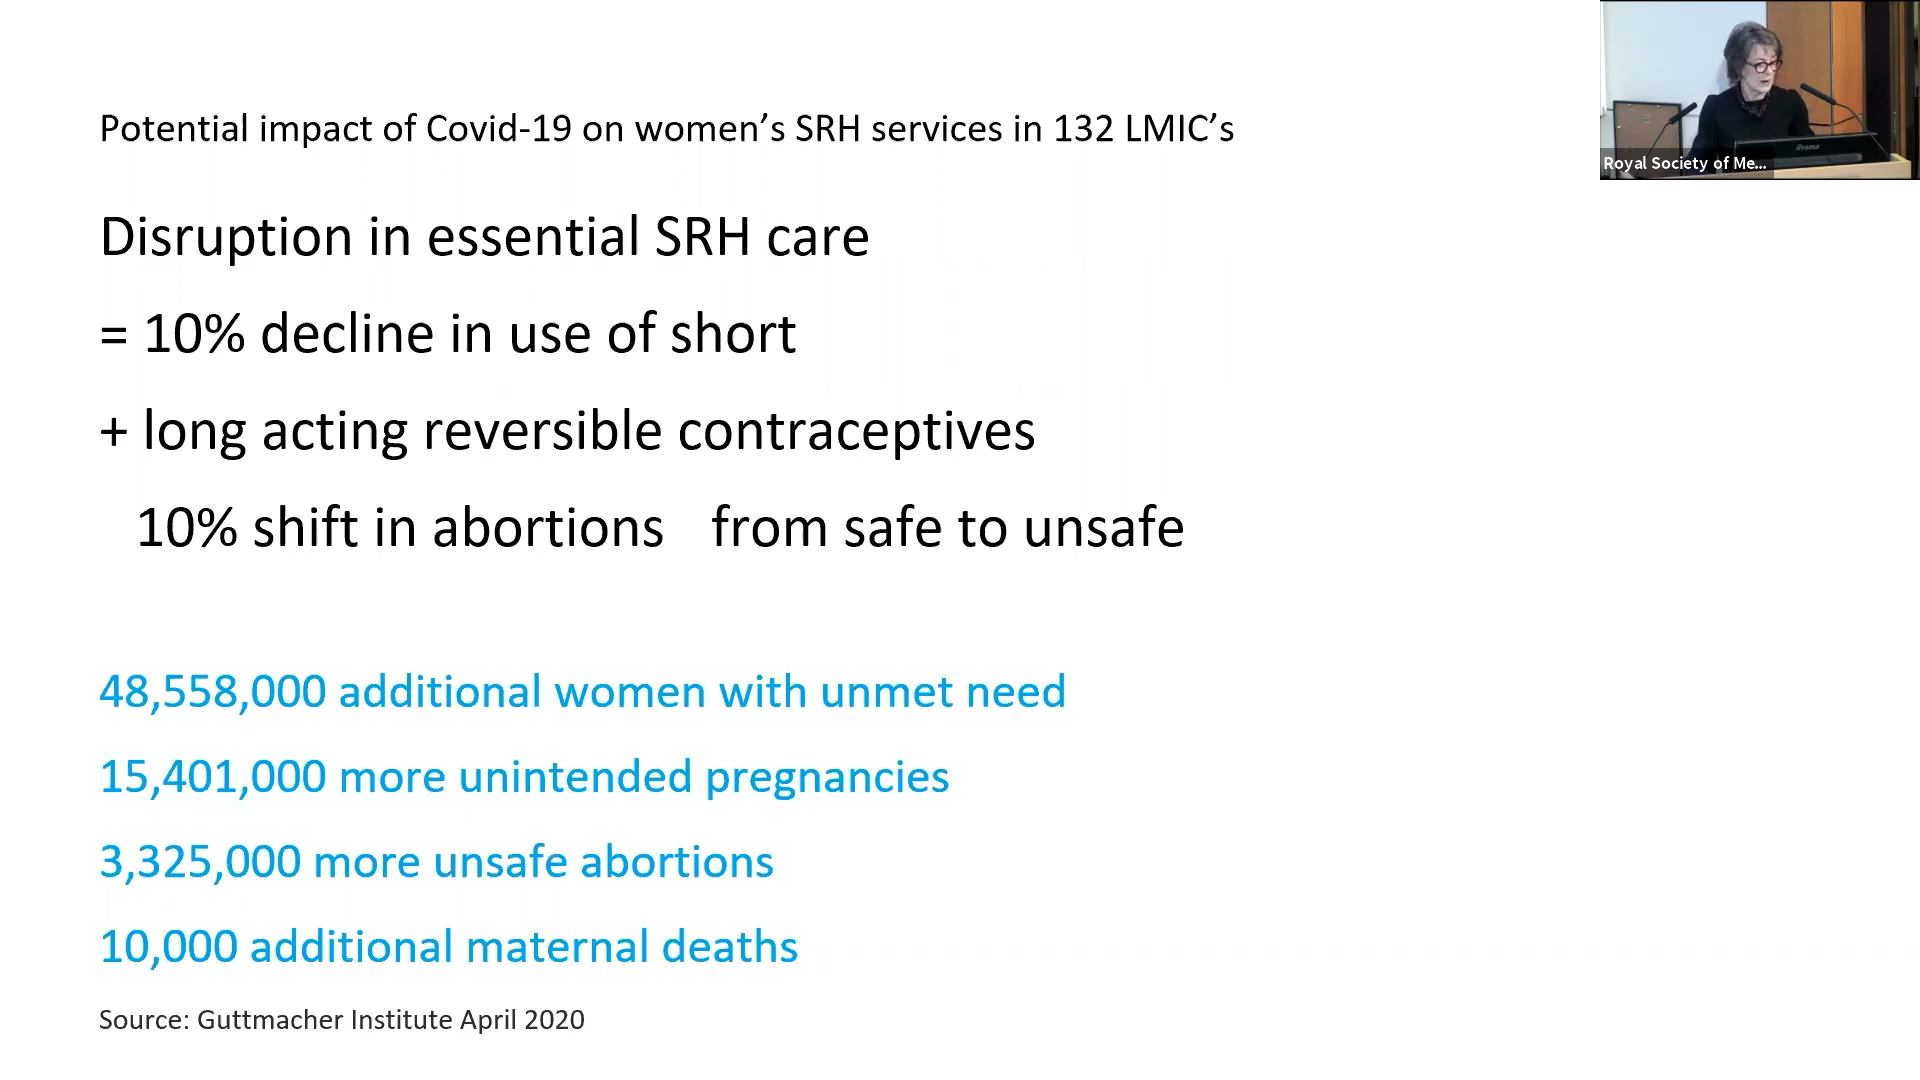 Potential impact of Covid-19 on women’s SRH services in 132 LMIC’s
Disruption in essential SRH care
= 10% decline in use of short
+ long acting reversible contraceptives
10% shift in abortions from safe to unsafe
48,558,000 additional women with unmet need
15,401,000 more unintended pregnancies
3,325,000 more unsafe abortions
10,000 additional maternal deaths
Source: Guttmacher Institute April 2020
iiyama
Royal Society of Me...